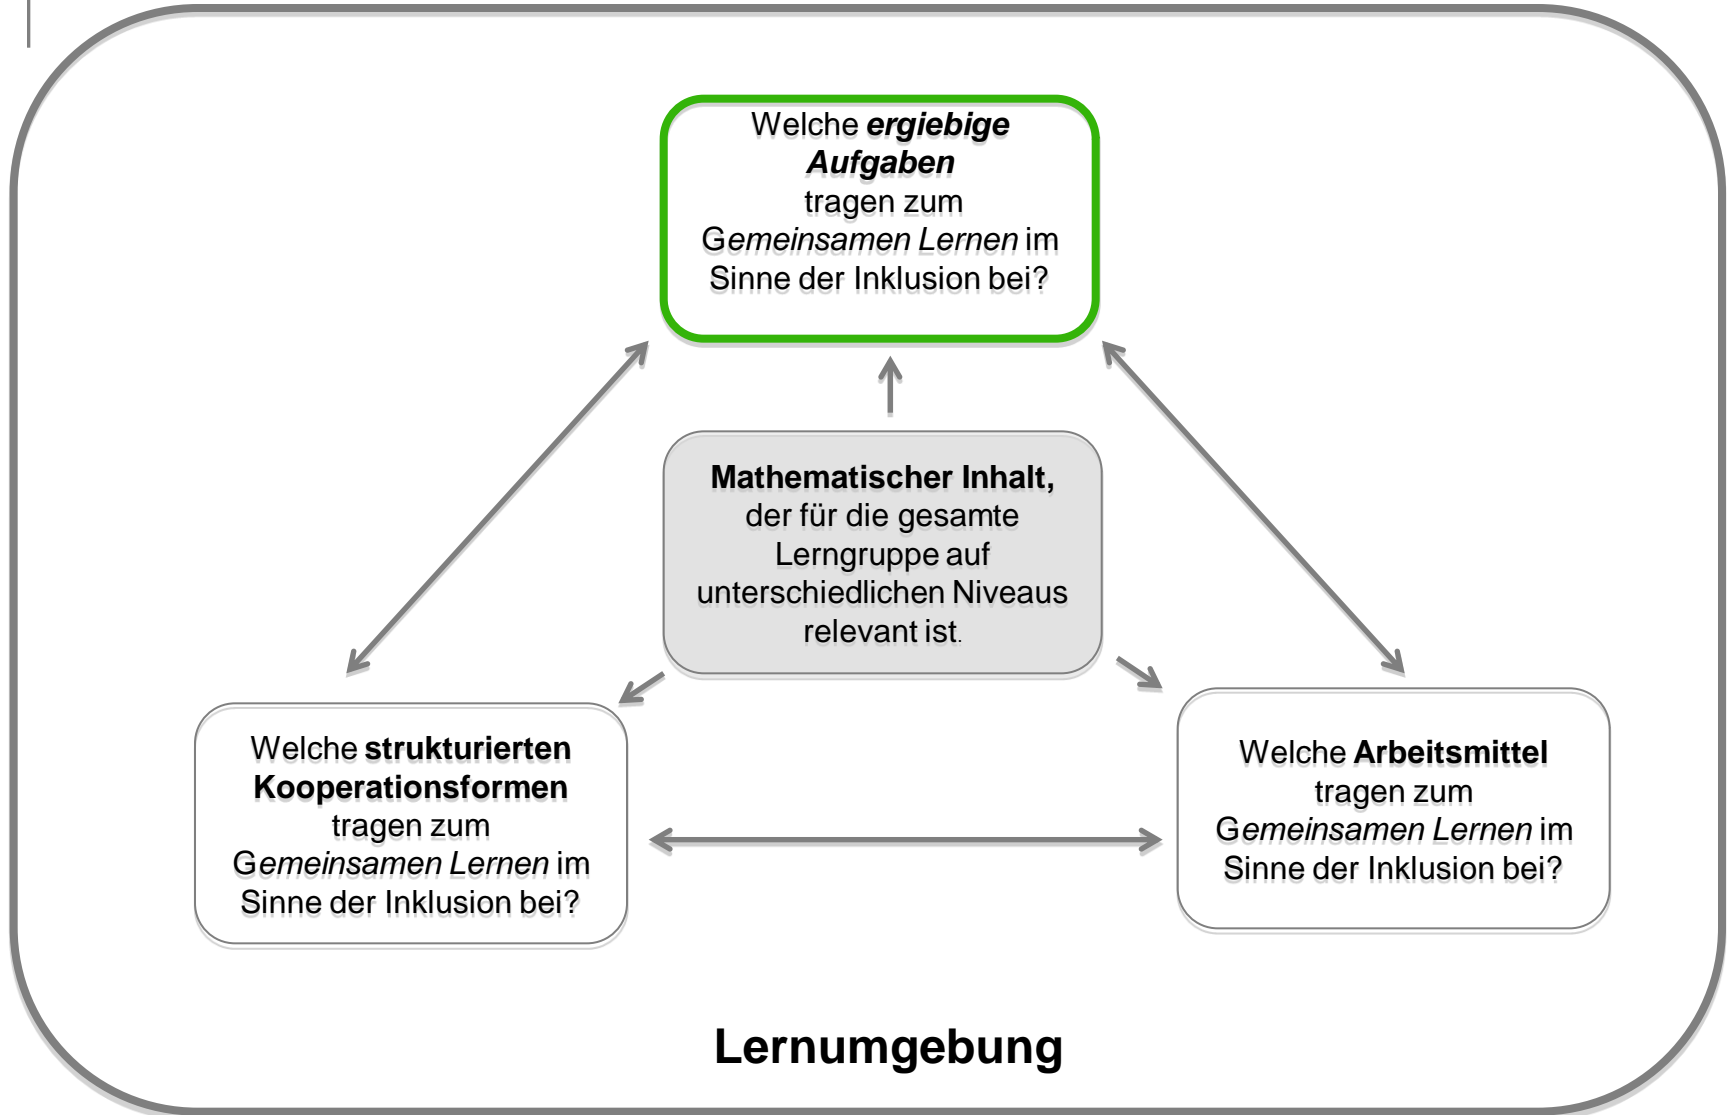 Welche ergiebige
Aufgaben
tragen zum
Gemeinsamen Lernen im
Sinne der Inklusion bei?
Mathematischer Inhalt,
der für die gesamte
Lerngruppe auf
unterschiedlichen Niveaus
relevant ist.
Welche strukturierten
Kooperationsformen
tragen zum
Gemeinsamen Lernen im
Sinne der Inklusion bei?
Welche Arbeitsmittel
tragen zum
Gemeinsamen Lernen im
Sinne der Inklusion bei?
Lernumgebung